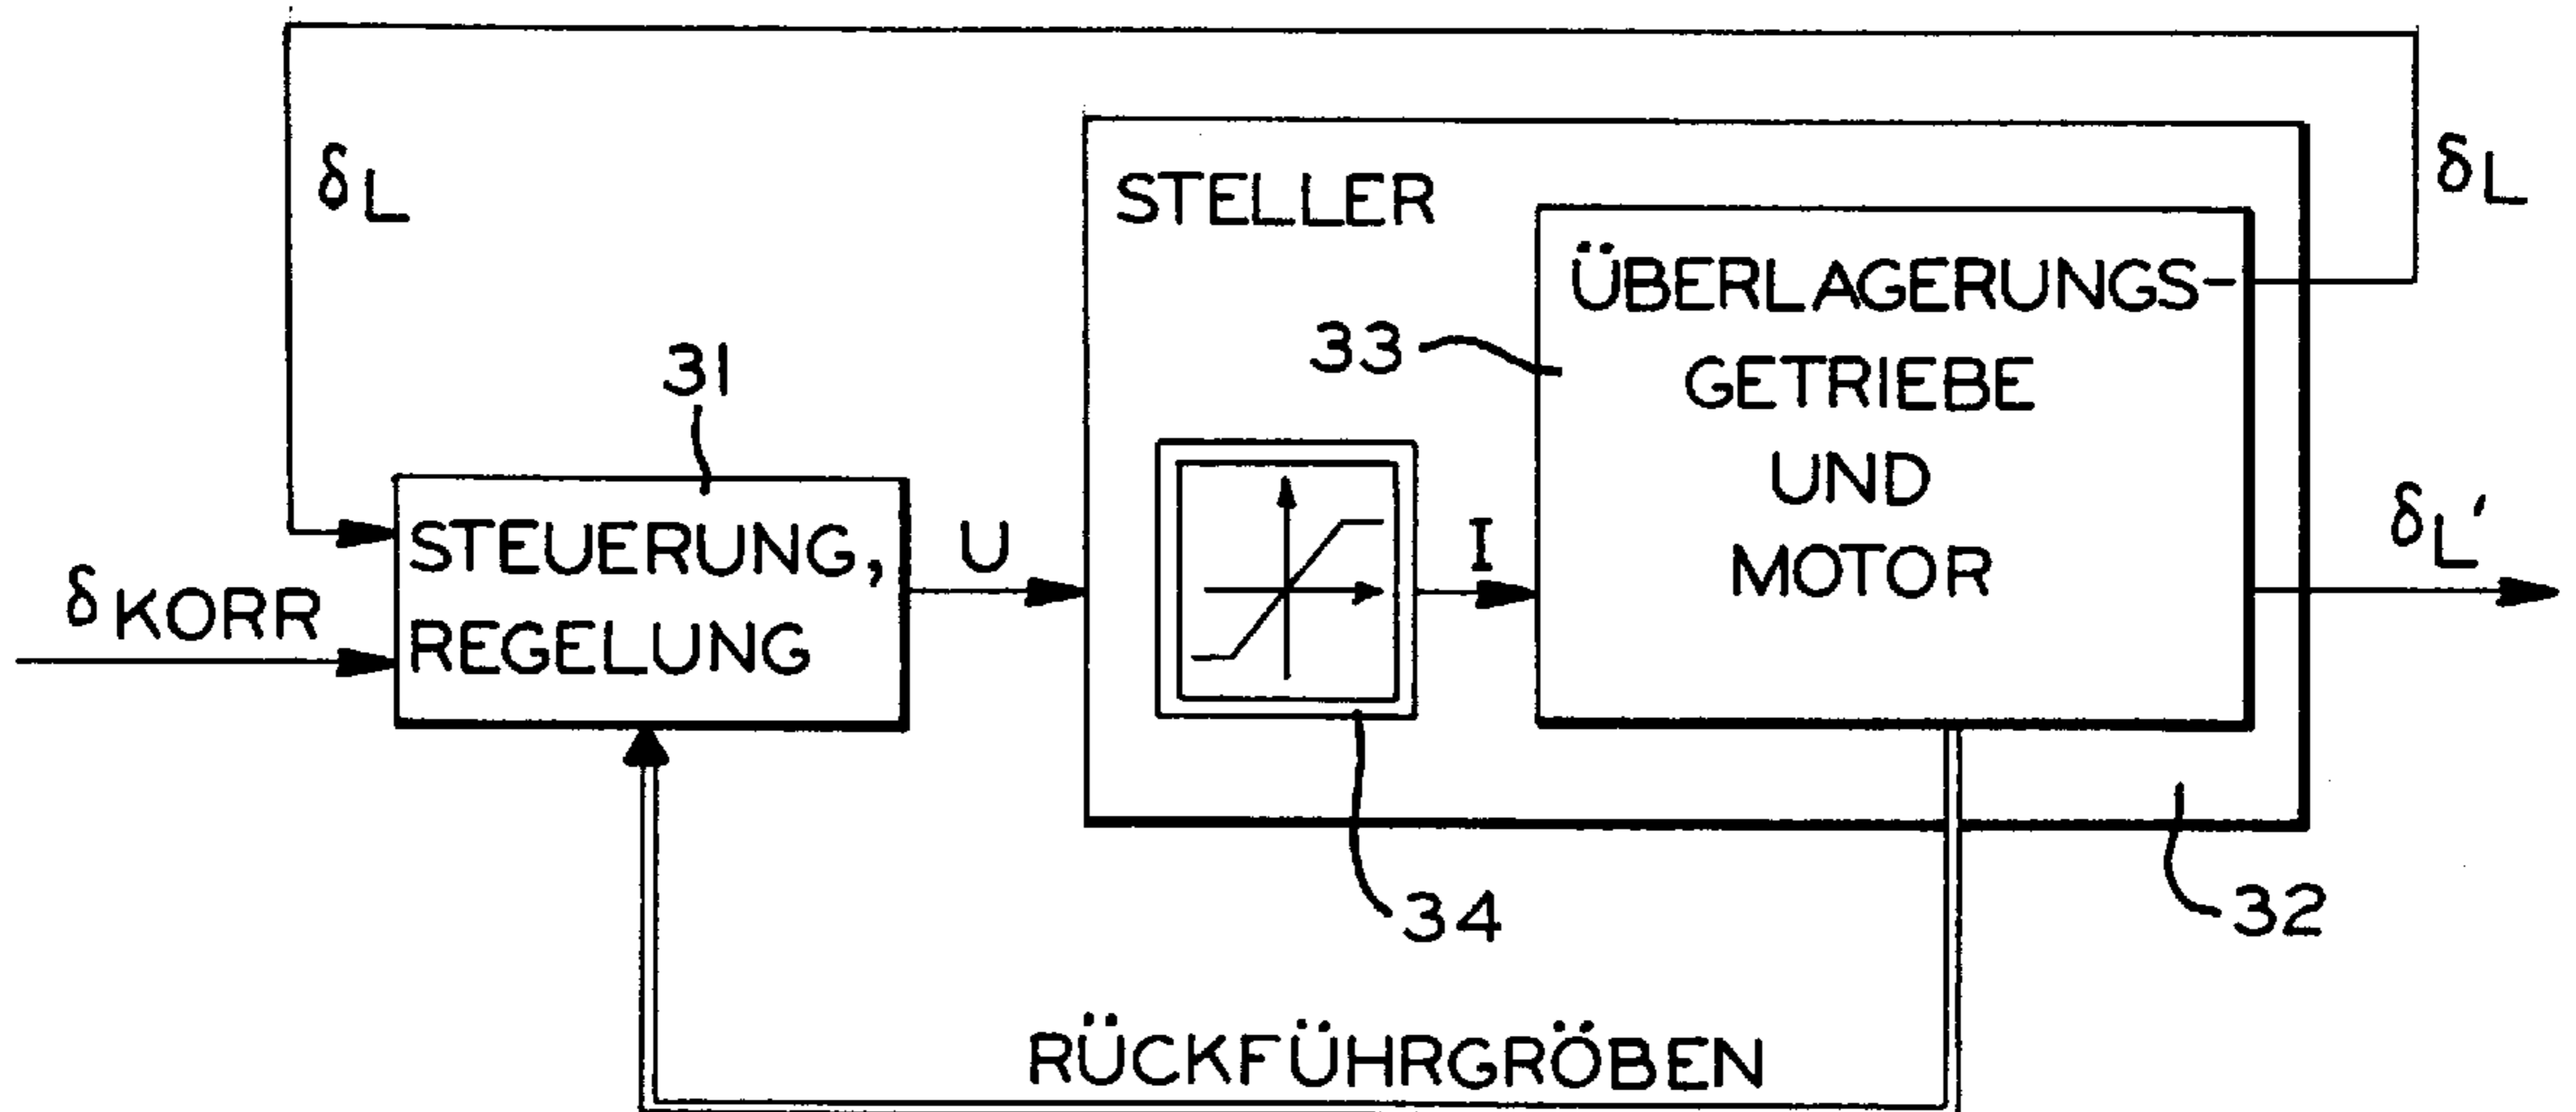 δL
STELLER
δL
ÜBERLAGERUNGS-
GETRIEBE
UND
MOTOR
33
31
STEUERUNG,
REGELUNG
U
I
δL'
δKORR
34
32
RÜCKFÜHRGRÖBEN